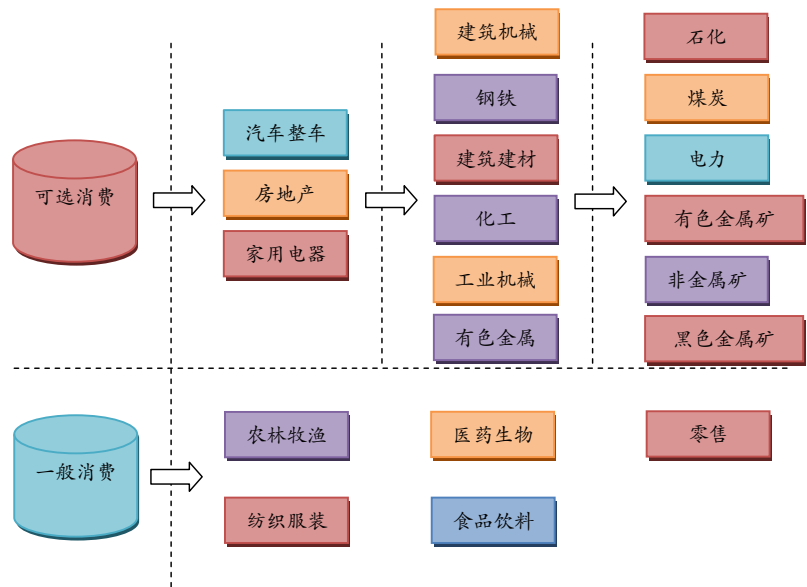 可选消费
汽车整车
房地产
家用电器
建筑机械
钢铁
建筑建材
化工
工业机械
有色金属
石化
煤炭
电力
有色金属矿
非金属矿
黑色金属矿
一般消费
农林牧渔
医药生物
零售
纺织服装
食品饮料